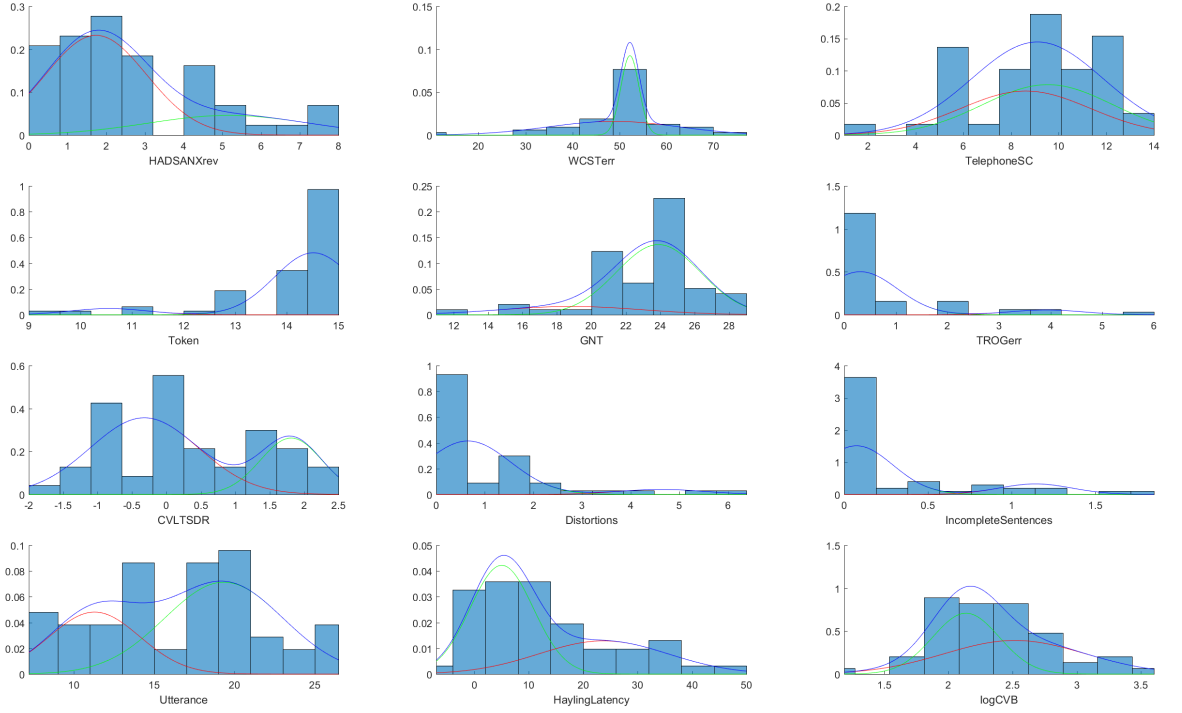 0.3
0.2
0.1
0
0 1 2 3 4 5 6 7 8
HADSANXrev
0.15
0.1
0.05
0
20 30 40 50 60 70
WCSTerr
0.2
0.15
0.1
0.05
0
2 4 6 8 10 12 14
TelephoneSC
1
0.8
0.6
0.4
0.2
0
9 10 11 12 13 14 15
Token
0.25
0.2
0.15
0.1
0.05
0
12 14 16 18 20 22 24 26 28
GNT
1.5
1
0.5
0
0 1 2 3 4 5 6
TROGerr
0.6
0.4
0.2
0
-2 -1.5 -1 -0.5 0 0.5 1 1.5 2 2.5
CVLTSDR
1
0.8
0.6
0.4
0.2
0
0 1 2 3 4 5 6
Distortions
4
3
2
1
0
0 0.5 1 1.5
IncompleteSentences
0.1
0.08
0.06
0.04
0.02
0
10 15 20 25
Utterance
0.05
0.04
0.03
0.02
0.01
0
0 10 20 30 40 50
HaylingLatency
1.5
1
0.5
0
1.5 2 2.5 3 3.5
logCVB